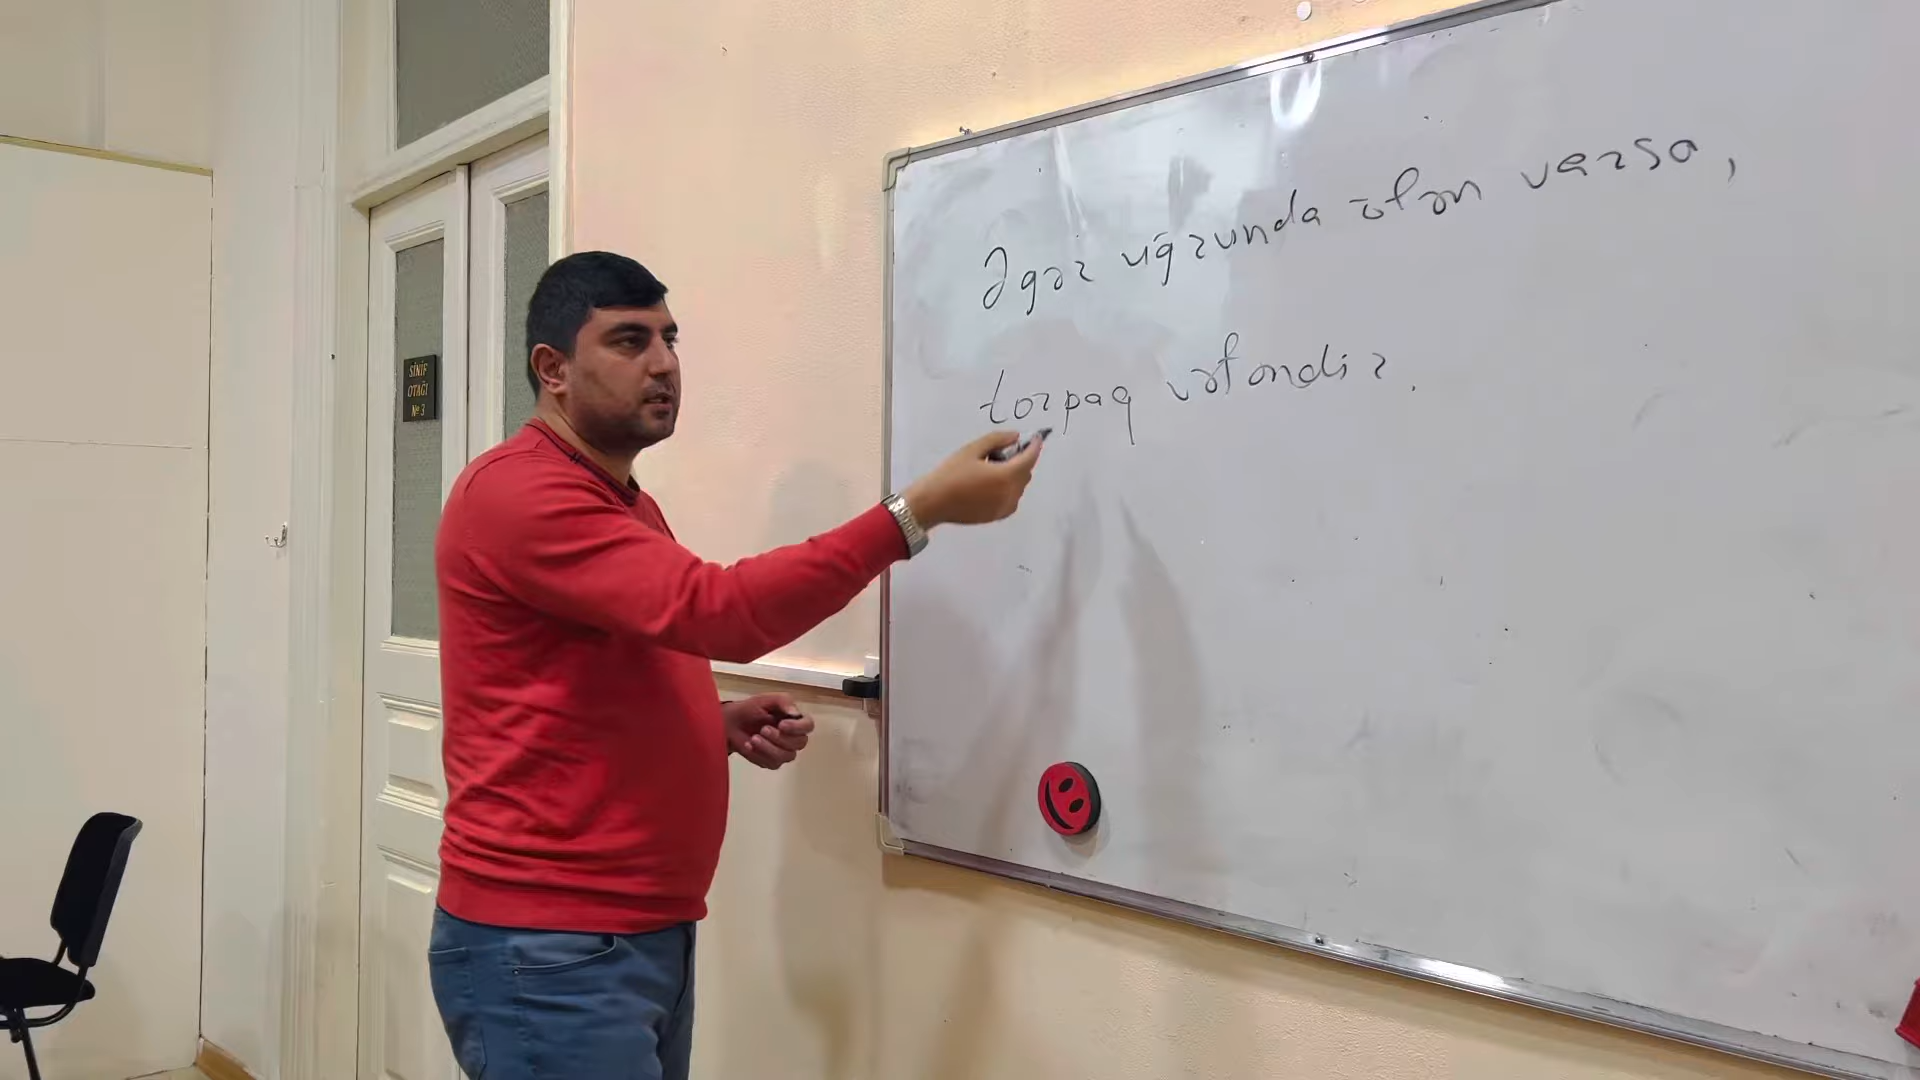 SİNİF
OTAĞI
№ 3
Əgər uğrunda ölən varsa,
torpaq vətəndir.